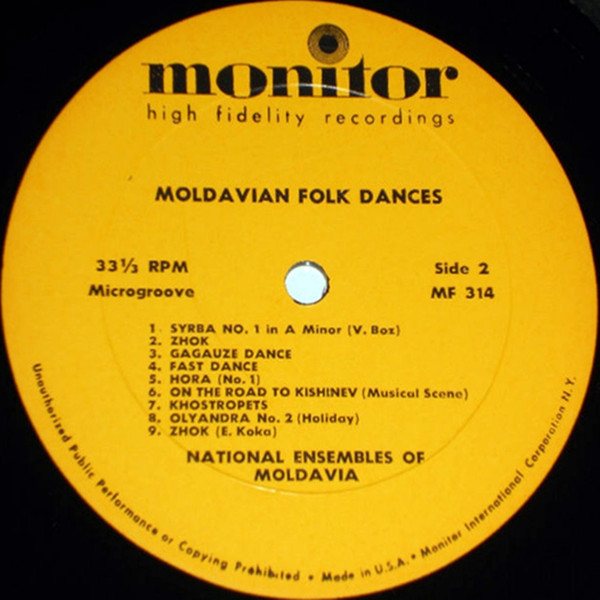 monitor
high fidelity recordings
MOLDAVIAN FOLK DANCES
33⅓ RPM
Microgroove
Side 2
MF 314
1. SYRBA NO. 1 in A Minor (V. Boz)
2. ZHOK
3. GAGAUZE DANCE
4. FAST DANCE
5. HORA (No. 1)
6. ON THE ROAD TO KISHINEV (Musical Scene)
7. KHOSTROPETS
8. OLYANDRA No. 2 (Holiday)
9. ZHOK (E. Koka)
NATIONAL ENSEMBLES OF
MOLDAVIA
Unauthorized Public Performance or Copying Prohibited • Made in U.S.A. • Monitor International Corporation N.Y.